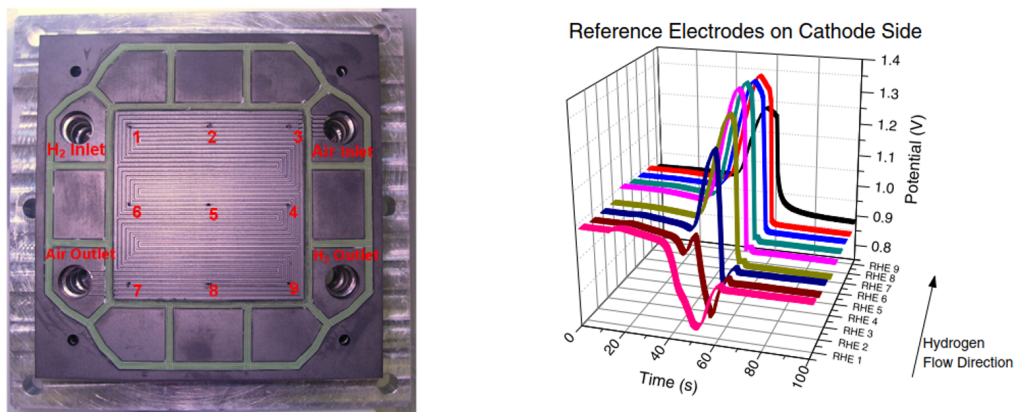 1 2 3
H₂ Inlet Air Inlet
6 5 4
Air Outlet H₂ Outlet
7 8 9
Reference Electrodes on Cathode Side
1.4
1.3
1.2
1.1
1.0
0.9
0.8
Potential (V)
RHE 9
RHE 8
RHE 7
RHE 6
RHE 5
RHE 4
RHE 3
RHE 2
RHE 1
0 20 40 60 80 100
Time (s)
Hydrogen
Flow Direction